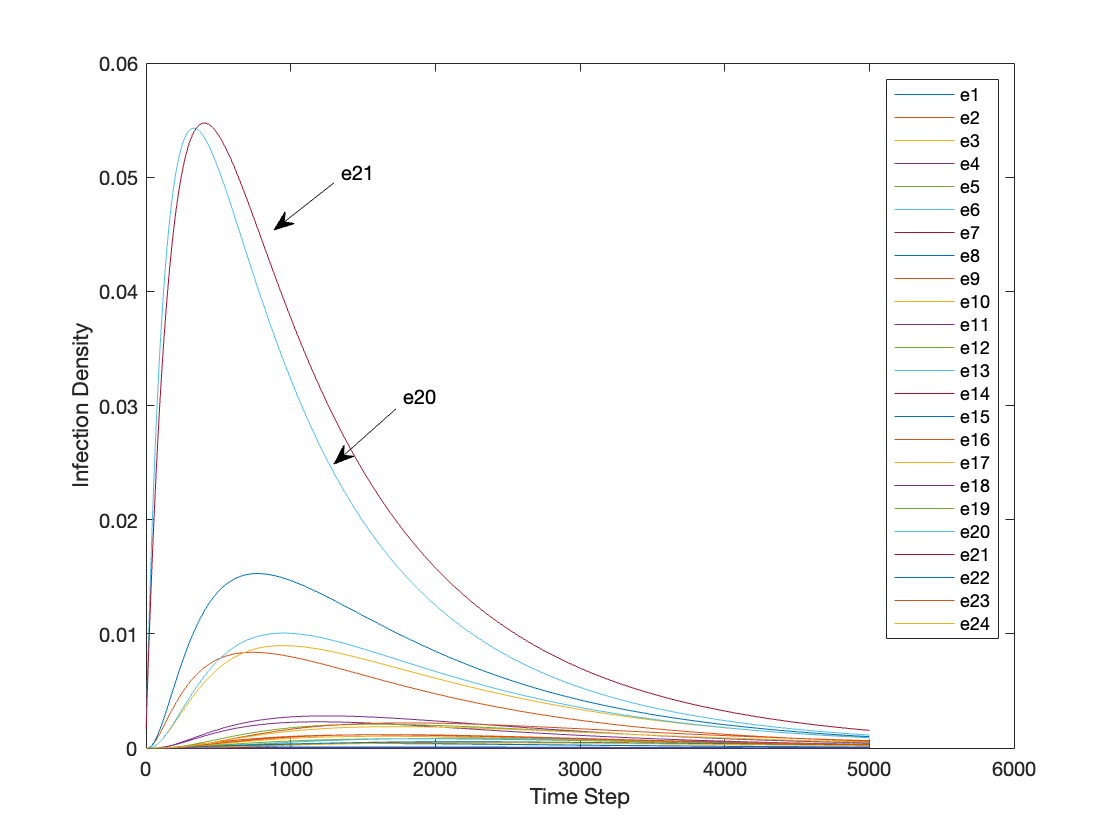 0.06
0.05
0.04
0.03
0.02
0.01
0
Infection Density
e21
e20
e1
e2
e3
e4
e5
e6
e7
e8
e9
e10
e11
e12
e13
e14
e15
e16
e17
e18
e19
e20
e21
e22
e23
e24
0 1000 2000 3000 4000 5000 6000
Time Step